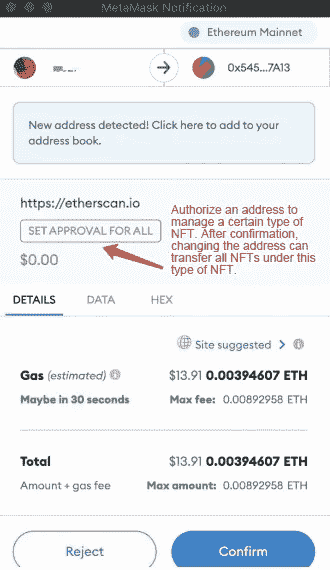 MetaMask Notification
Ethereum Mainnet
0x545...7A13
New address detected! Click here to add to your
address book.
https://etherscan.io
SET APPROVAL FOR ALL
$0.00
Authorize an address to
manage a certain type of
NFT. After confirmation,
changing the address can
transfer all NFTs under this
type of NFT.
DETAILS DATA HEX
Site suggested >
Gas (estimated) $13.91 0.00394607 ETH
Maybe in 30 seconds Max fee: 0.00892958 ETH
Total $13.91 0.00394607 ETH
Amount + gas fee Max amount: 0.00892958 ETH
Reject Confirm